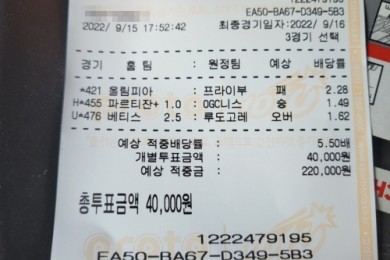 1222479195
EA50-BA67-D349-5B3
2022/ 9/15 17:52:42 최종경기일자:2022/ 9/16
3경기 선택
경기 홈팀 : 원정팀 예상 배당률
*421 올림피아 : 프라이부 패 2.28
H*455 파르티잔+ 1.0 : OGC니스 승 1.49
U*476 베티스 2.5 : 루도고레 오버 1.62
예상 적중배당률 : 5.50배
개별투표금액 : 40,000원
예상 적중금 : 220,000원
총투표금액 40,000원
1222479195
EA50-BA67-D349-5B3